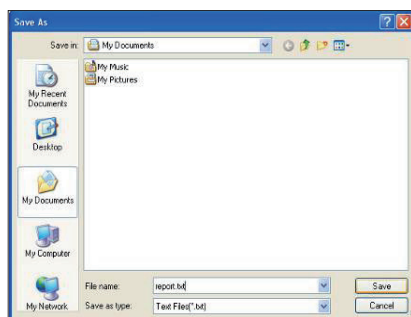 Save As
Save in:
My Documents
My Recent
Documents
Desktop
My Documents
My Computer
My Network
My Music
My Pictures
File name:
report.txt
Save
Save as type:
Text Files(*.txt)
Cancel